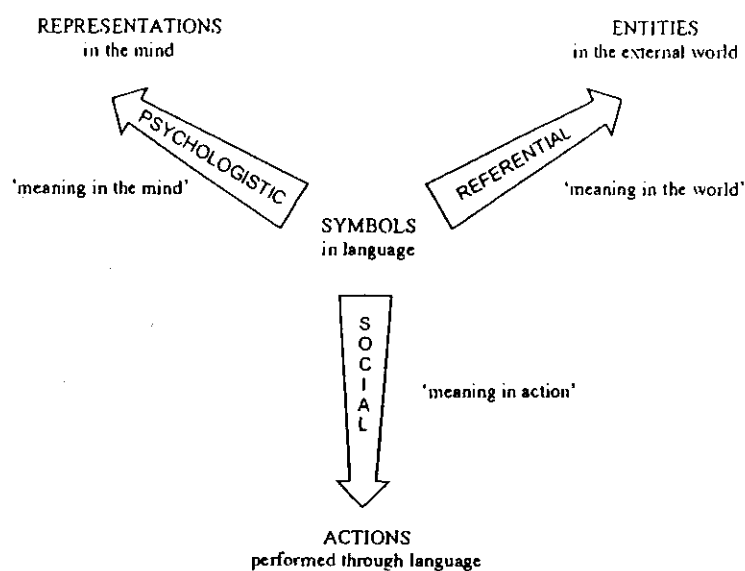 REPRESENTATIONS
in the mind
ENTITIES
in the external world
PSYCHOLOGISTIC
REFERENTIAL
'meaning in the mind'
'meaning in the world'
SYMBOLS
in language
SOCIAL
'meaning in action'
ACTIONS
performed through language